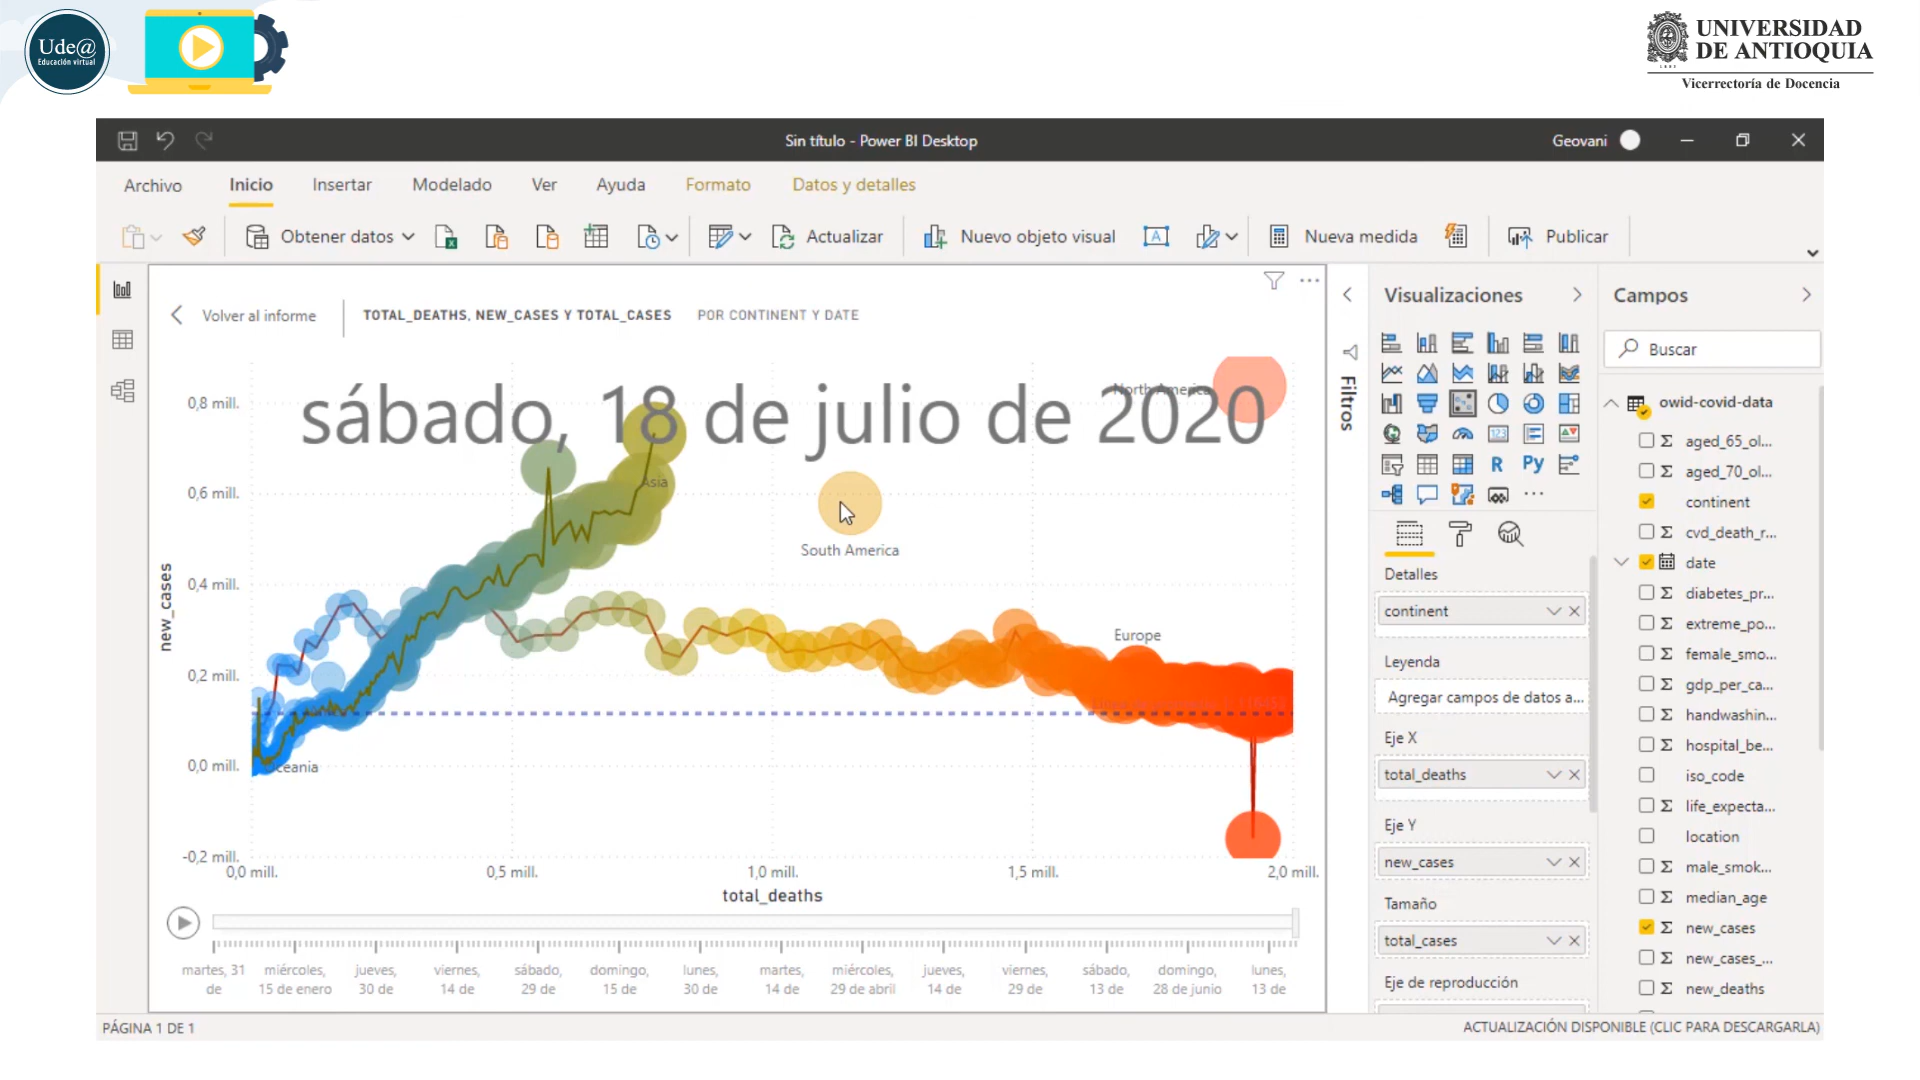 Ude@
Educación virtual
UNIVERSIDAD
DE ANTIOQUIA
1803
Vicerrectoría de Docencia
Sin título - Power BI Desktop
Geovani
Archivo
Inicio
Insertar
Modelado
Ver
Ayuda
Formato
Datos y detalles
Obtener datos
Actualizar
Nuevo objeto visual
Nueva medida
Publicar
Volver al informe
TOTAL_DEATHS, NEW_CASES Y TOTAL_CASES
POR CONTINENT Y DATE
sábado, 18 de julio de 2020
North America
Asia
South America
Europe
Oceania
new_cases
0,8 mill.
0,6 mill.
0,4 mill.
0,2 mill.
0,0 mill.
-0,2 mill.
0,0 mill.
0,5 mill.
1,0 mill.
1,5 mill.
2,0 mill.
total_deaths
martes, 31
de
miércoles,
15 de enero
jueves,
30 de
viernes,
14 de
sábado,
29 de
domingo,
15 de
lunes,
30 de
martes,
14 de
miércoles,
29 de abril
jueves,
14 de
viernes,
29 de
sábado,
13 de
domingo,
28 de junio
lunes,
13 de
Filtros
Visualizaciones
123
R
Py
Detalles
continent
Leyenda
Agregar campos de datos a...
Eje X
total_deaths
Eje Y
new_cases
Tamaño
total_cases
Eje de reproducción
Campos
Buscar
owid-covid-data
aged_65_ol...
aged_70_ol...
continent
cvd_death_r...
date
diabetes_pr...
extreme_po...
female_smo...
gdp_per_ca...
handwashin...
hospital_be...
iso_code
life_expecta...
location
male_smok...
median_age
new_cases
new_cases_...
new_deaths
PÁGINA 1 DE 1
ACTUALIZACIÓN DISPONIBLE (CLIC PARA DESCARGARLA)